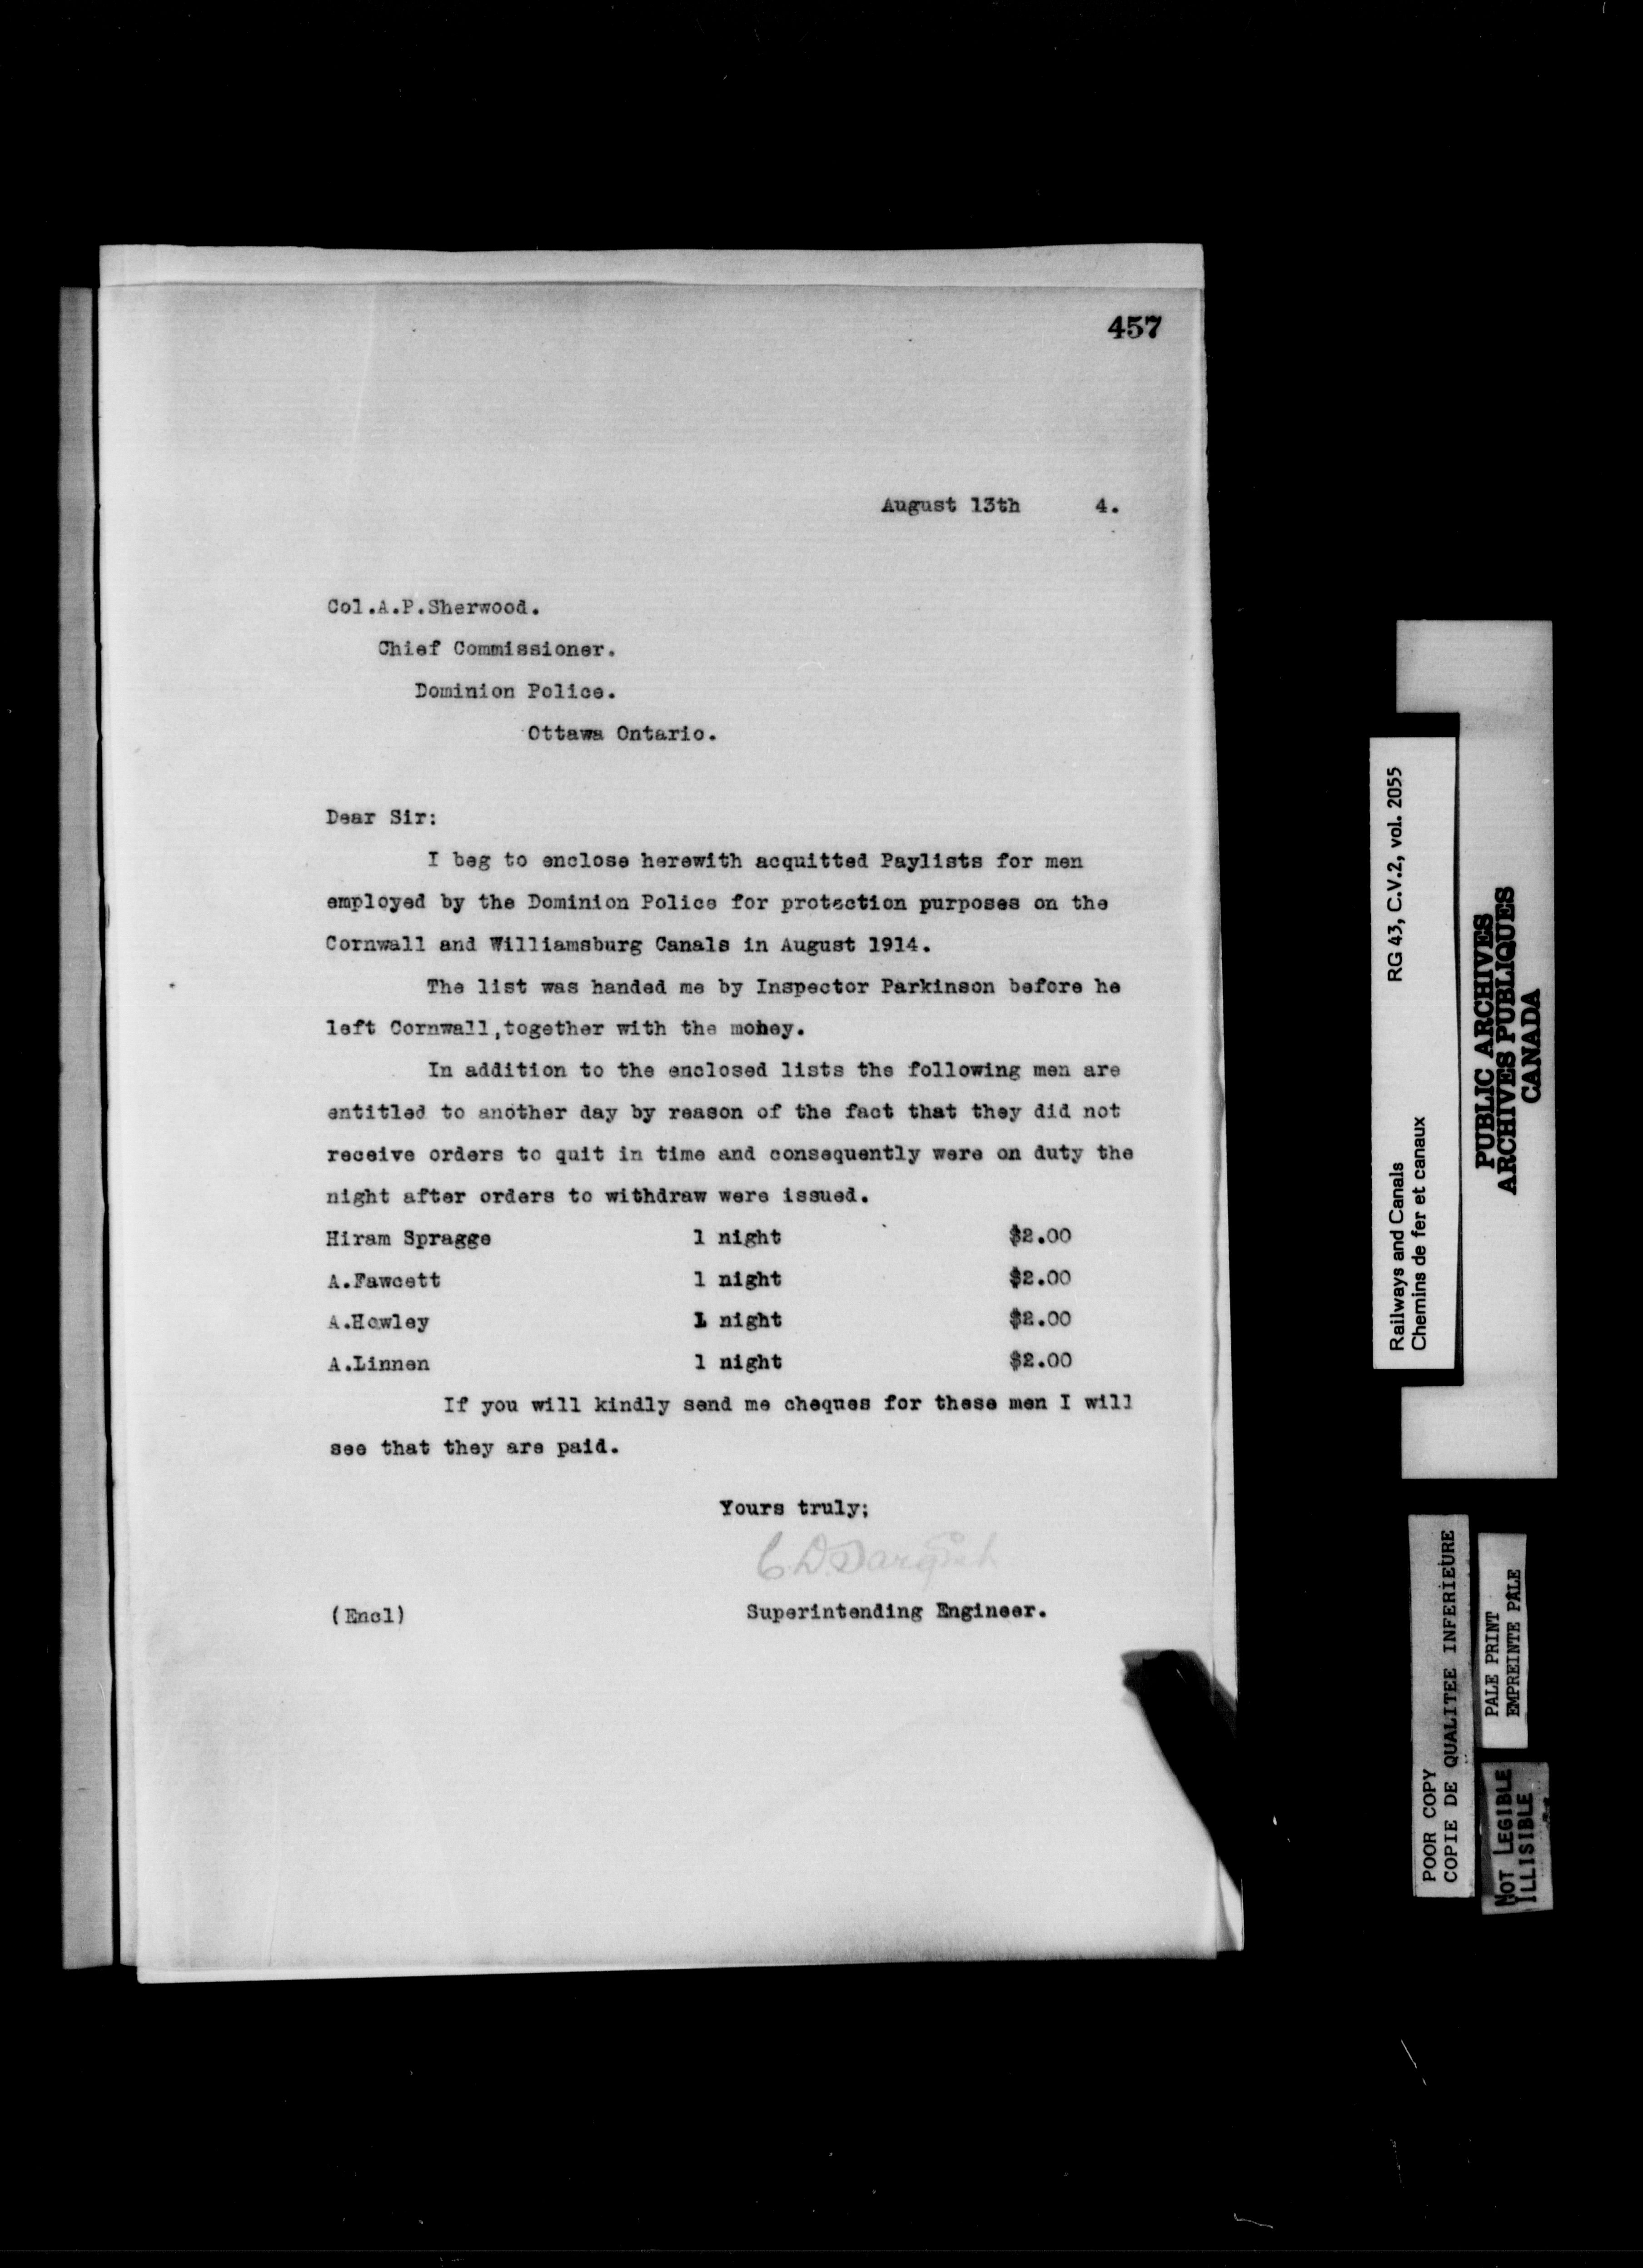 457
August 13th 4.
Col.A.P.Sherwood.
Chief Commissioner.
Dominion Police.
Ottawa Ontario.
Dear Sir:
I beg to enclose herewith acquitted Paylists for men
employed by the Dominion Police for protection purposes on the
Cornwall and Williamsburg Canals in August 1914.
The list was handed me by Inspector Parkinson before he
left Cornwall,together with the mohey.
In addition to the enclosed lists the following men are
entitled to another day by reason of the fact that they did not
receive orders to quit in time and consequently were on duty the
night after orders to withdraw were issued.
Hiram Spragge 1 night $2.00
A.Fawcett 1 night $2.00
A.Howley 1 night $2.00
A.Linnen 1 night $2.00
If you will kindly send me cheques for these men I will
see that they are paid.
Yours truly;
C.D.Sargent
(Encl) Superintending Engineer.
Railways and Canals RG 43, C.V.2, vol. 2055
Chemins de fer et canaux
PUBLIC ARCHIVES
ARCHIVES PUBLIQUES
CANADA
POOR COPY
COPIE DE QUALITEE INFERIEURE
PALE PRINT
EMPREINTE PALE
NOT LEGIBLE
ILLISIBLE